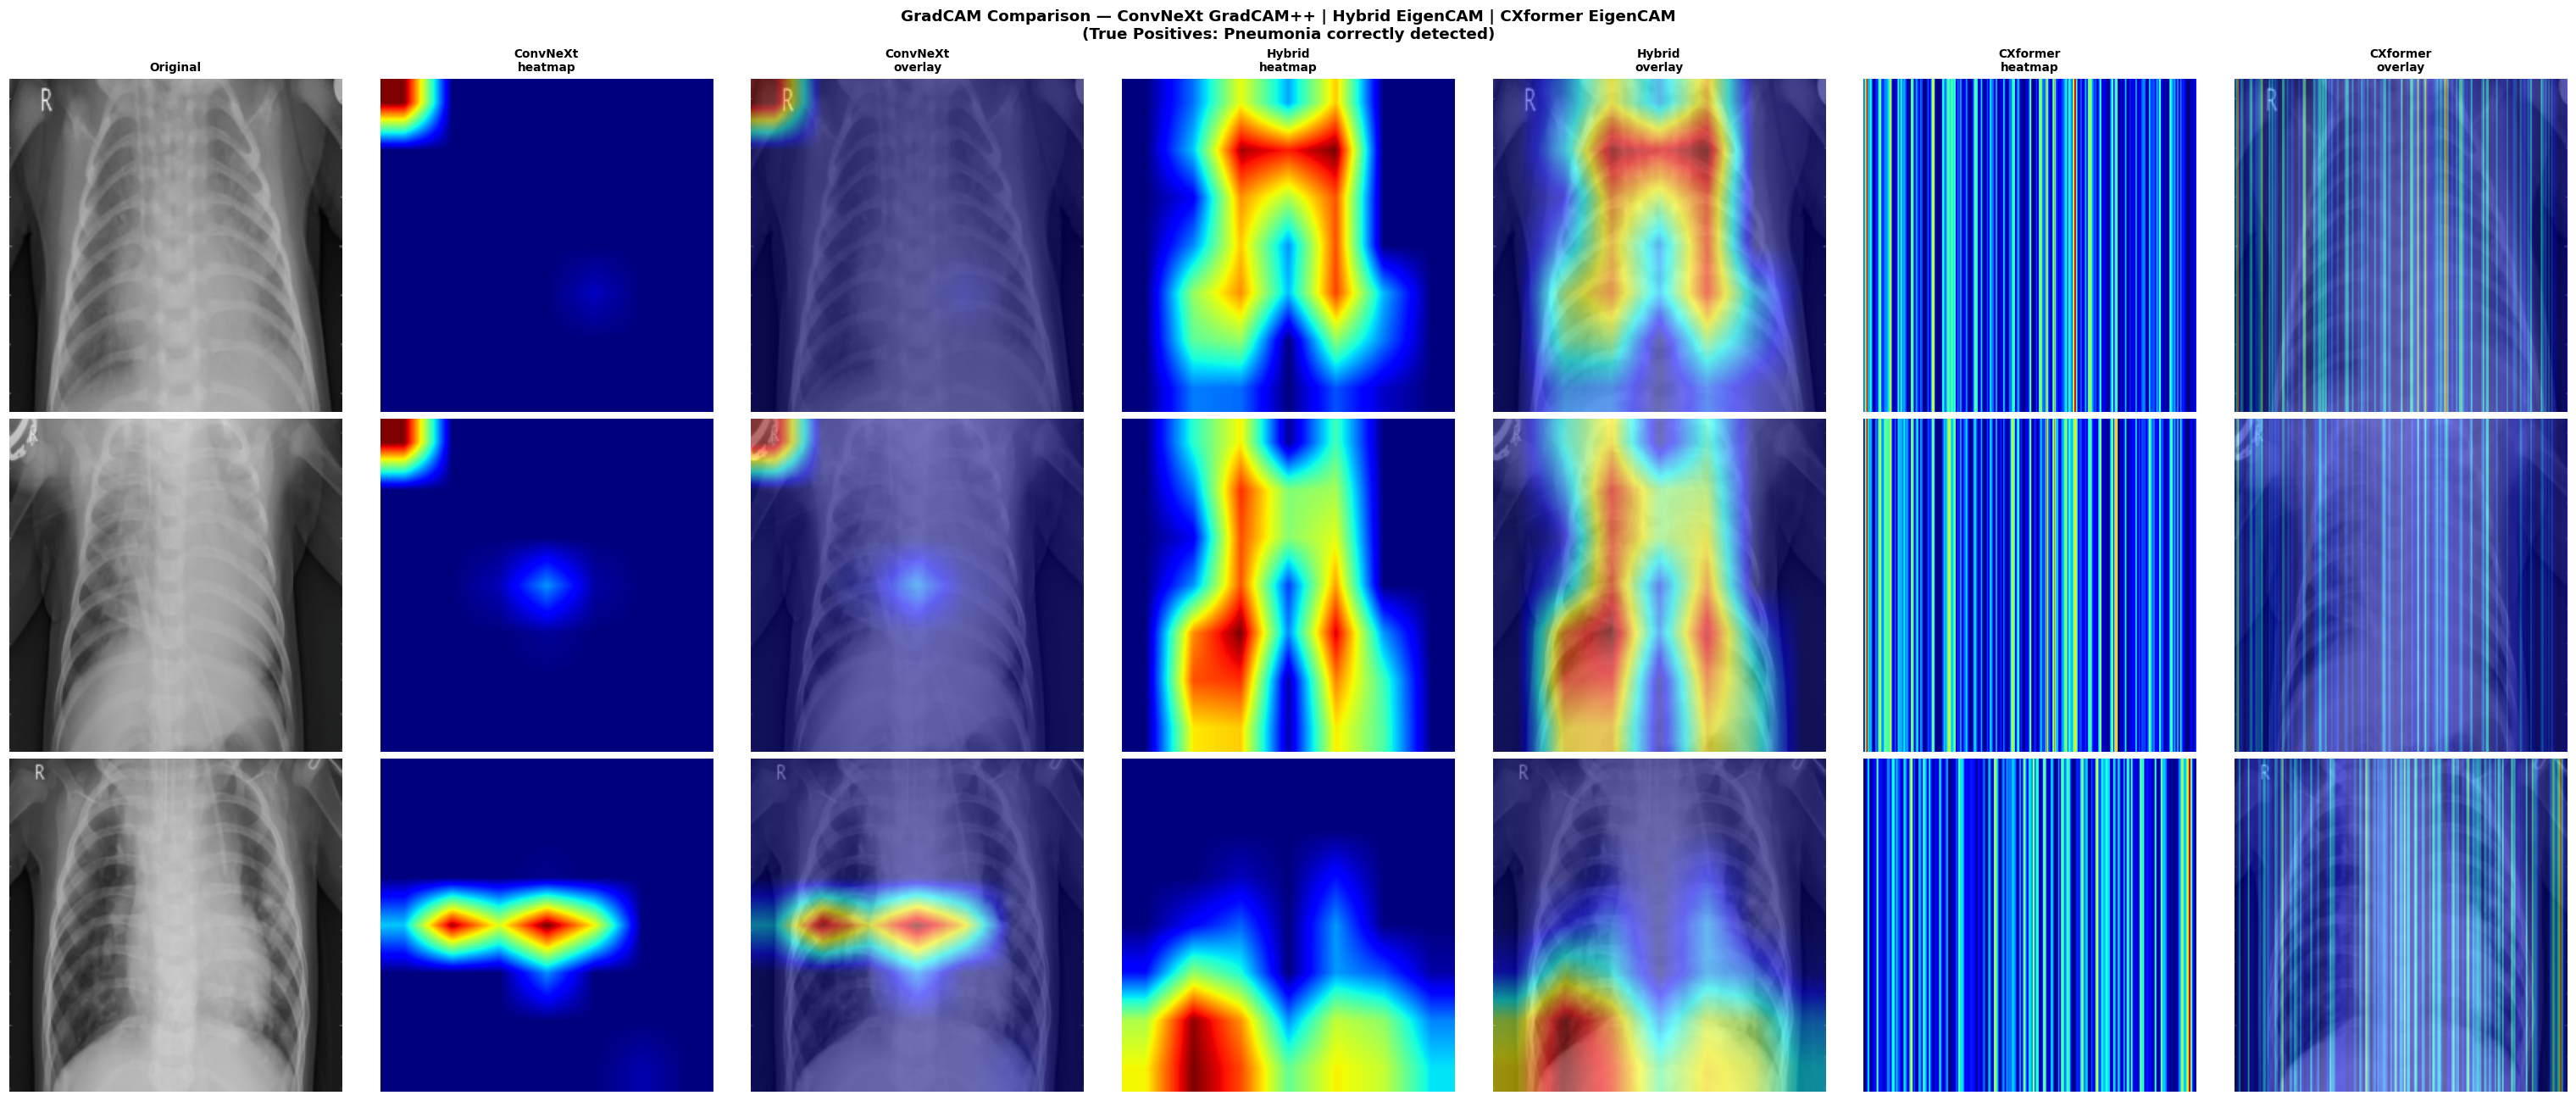 GradCAM Comparison — ConvNeXt GradCAM++ | Hybrid EigenCAM | CXformer EigenCAM
(True Positives: Pneumonia correctly detected)
Original
ConvNeXt
heatmap
ConvNeXt
overlay
Hybrid
heatmap
Hybrid
overlay
CXformer
heatmap
CXformer
overlay
R
R
R
R
R
R
R
R
R
R